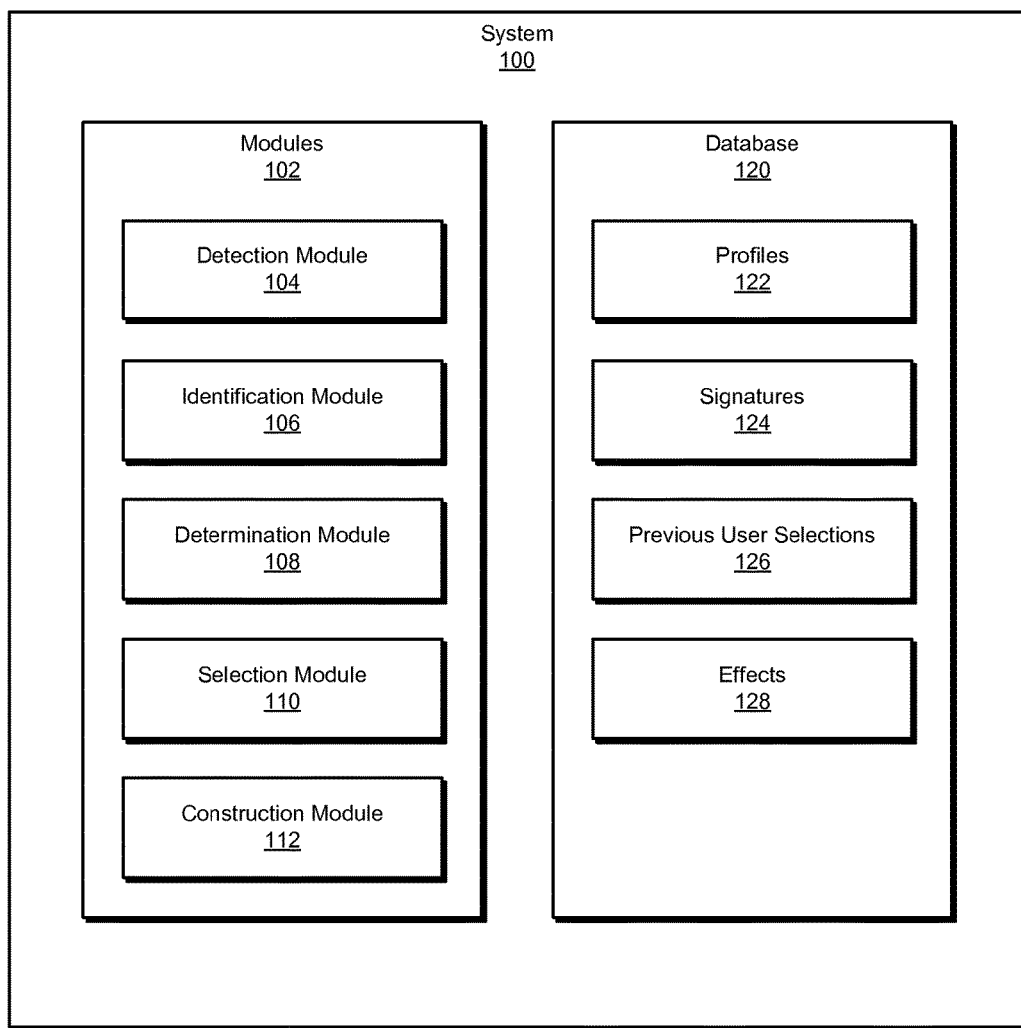 System
100
Modules
102
Detection Module
104
Identification Module
106
Determination Module
108
Selection Module
110
Construction Module
112
Database
120
Profiles
122
Signatures
124
Previous User Selections
126
Effects
128